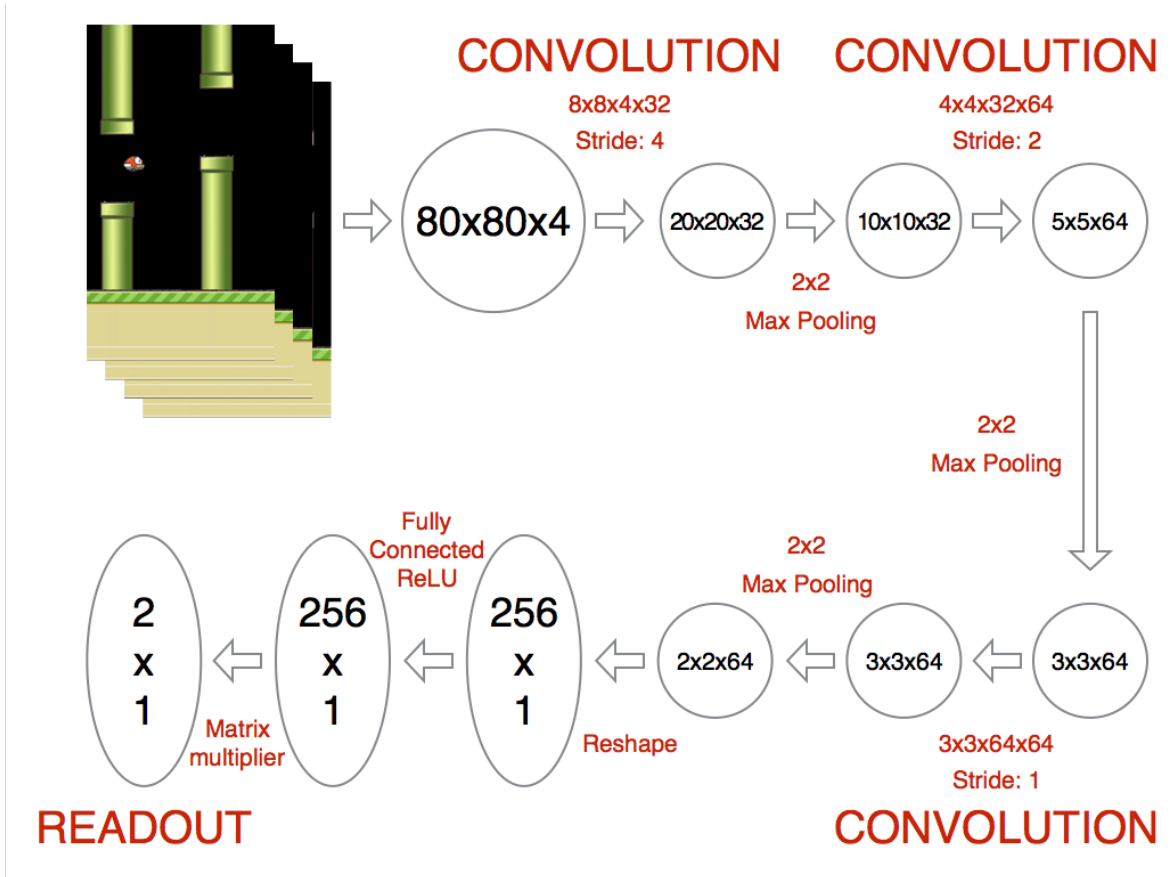 CONVOLUTION
8x8x4x32
Stride: 4
CONVOLUTION
4x4x32x64
Stride: 2
80x80x4
20x20x32
10x10x32
5x5x64
2x2
Max Pooling
2x2
Max Pooling
2x2
Max Pooling
Fully
Connected
ReLU
2
x
1
256
x
1
256
x
1
2x2x64
3x3x64
3x3x64
Matrix
multiplier
Reshape
3x3x64x64
Stride: 1
READOUT
CONVOLUTION